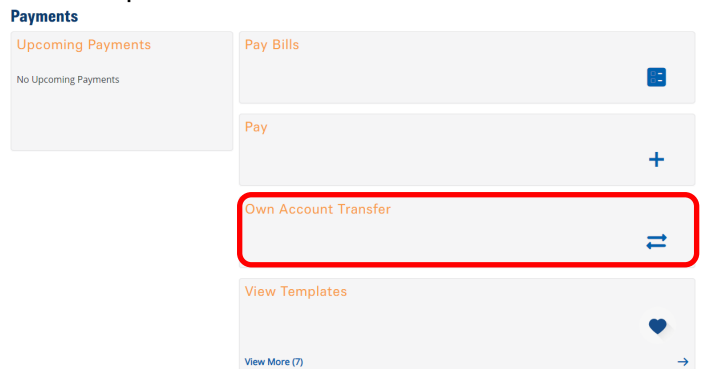 Payments
Upcoming Payments
No Upcoming Payments
Pay Bills
Pay
Own Account Transfer
View Templates
View More (7)